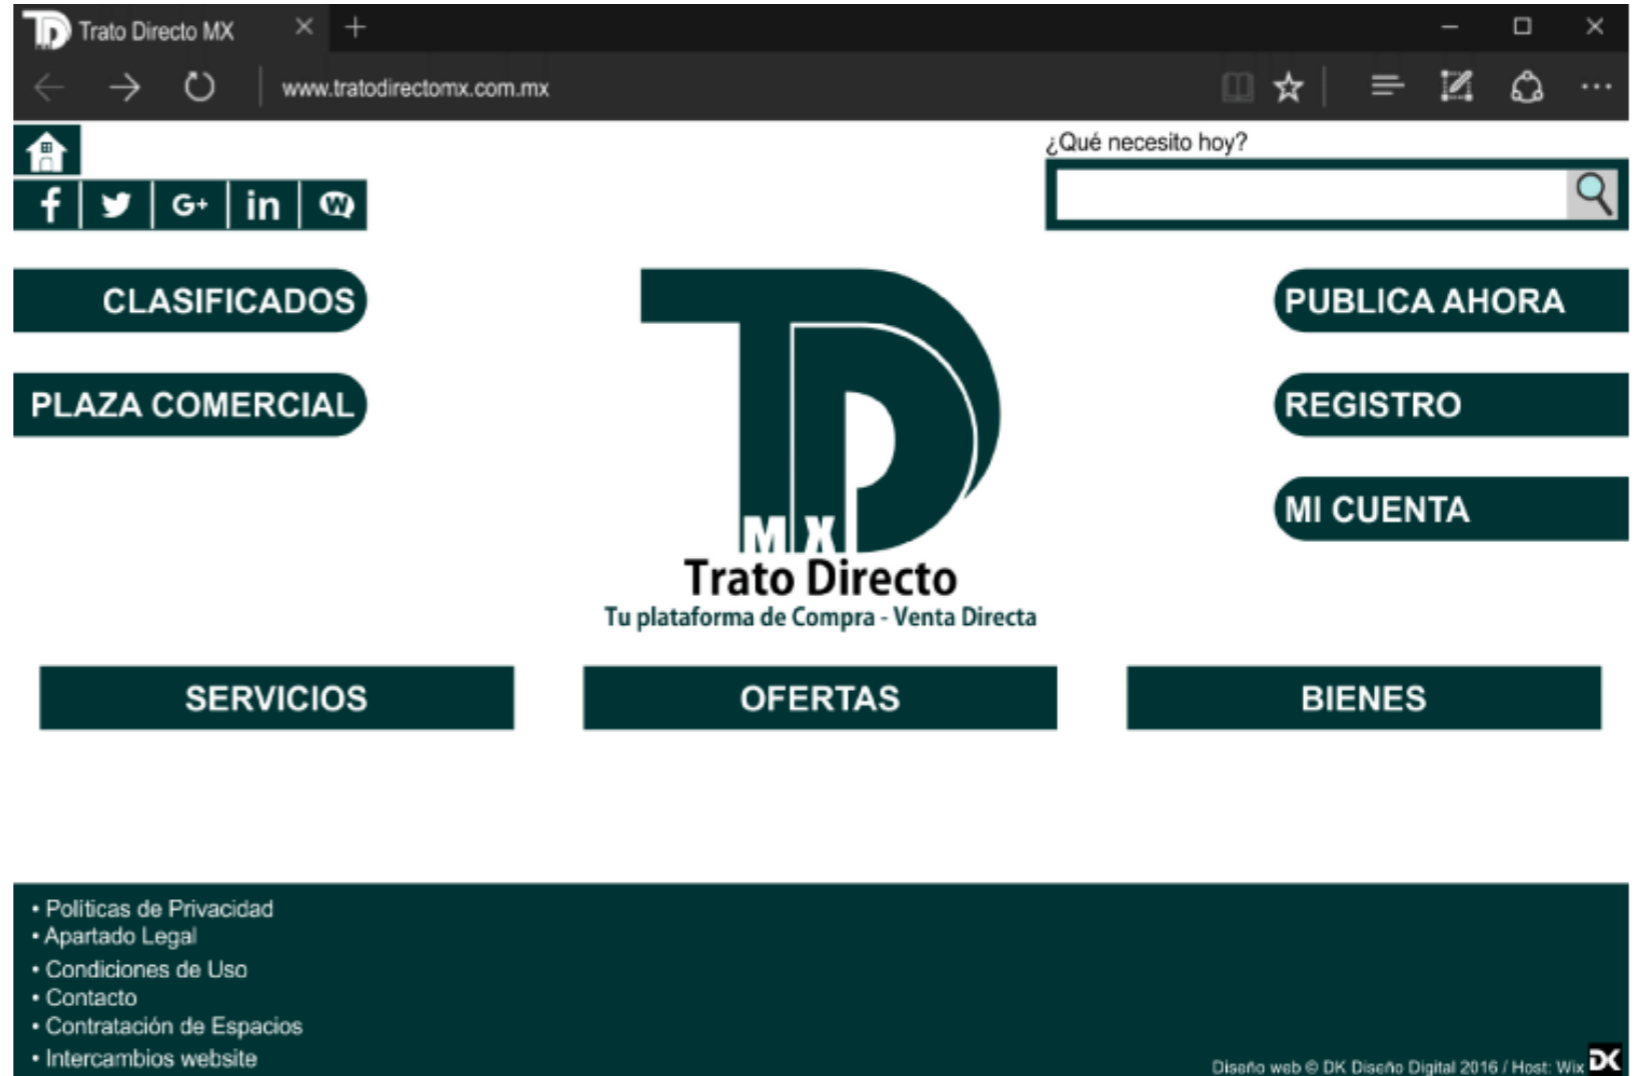 Trato Directo MX
www.tratodirectomx.com.mx
¿Qué necesito hoy?
CLASIFICADOS
PUBLICA AHORA
PLAZA COMERCIAL
REGISTRO
MI CUENTA
TD
MX
Trato Directo
Tu plataforma de Compra - Venta Directa
SERVICIOS
OFERTAS
BIENES
• Políticas de Privacidad
• Apartado Legal
• Condiciones de Uso
• Contacto
• Contratación de Espacios
• Intercambios website
Diseño web © DK Diseño Digital 2016 / Host: Wix
DK